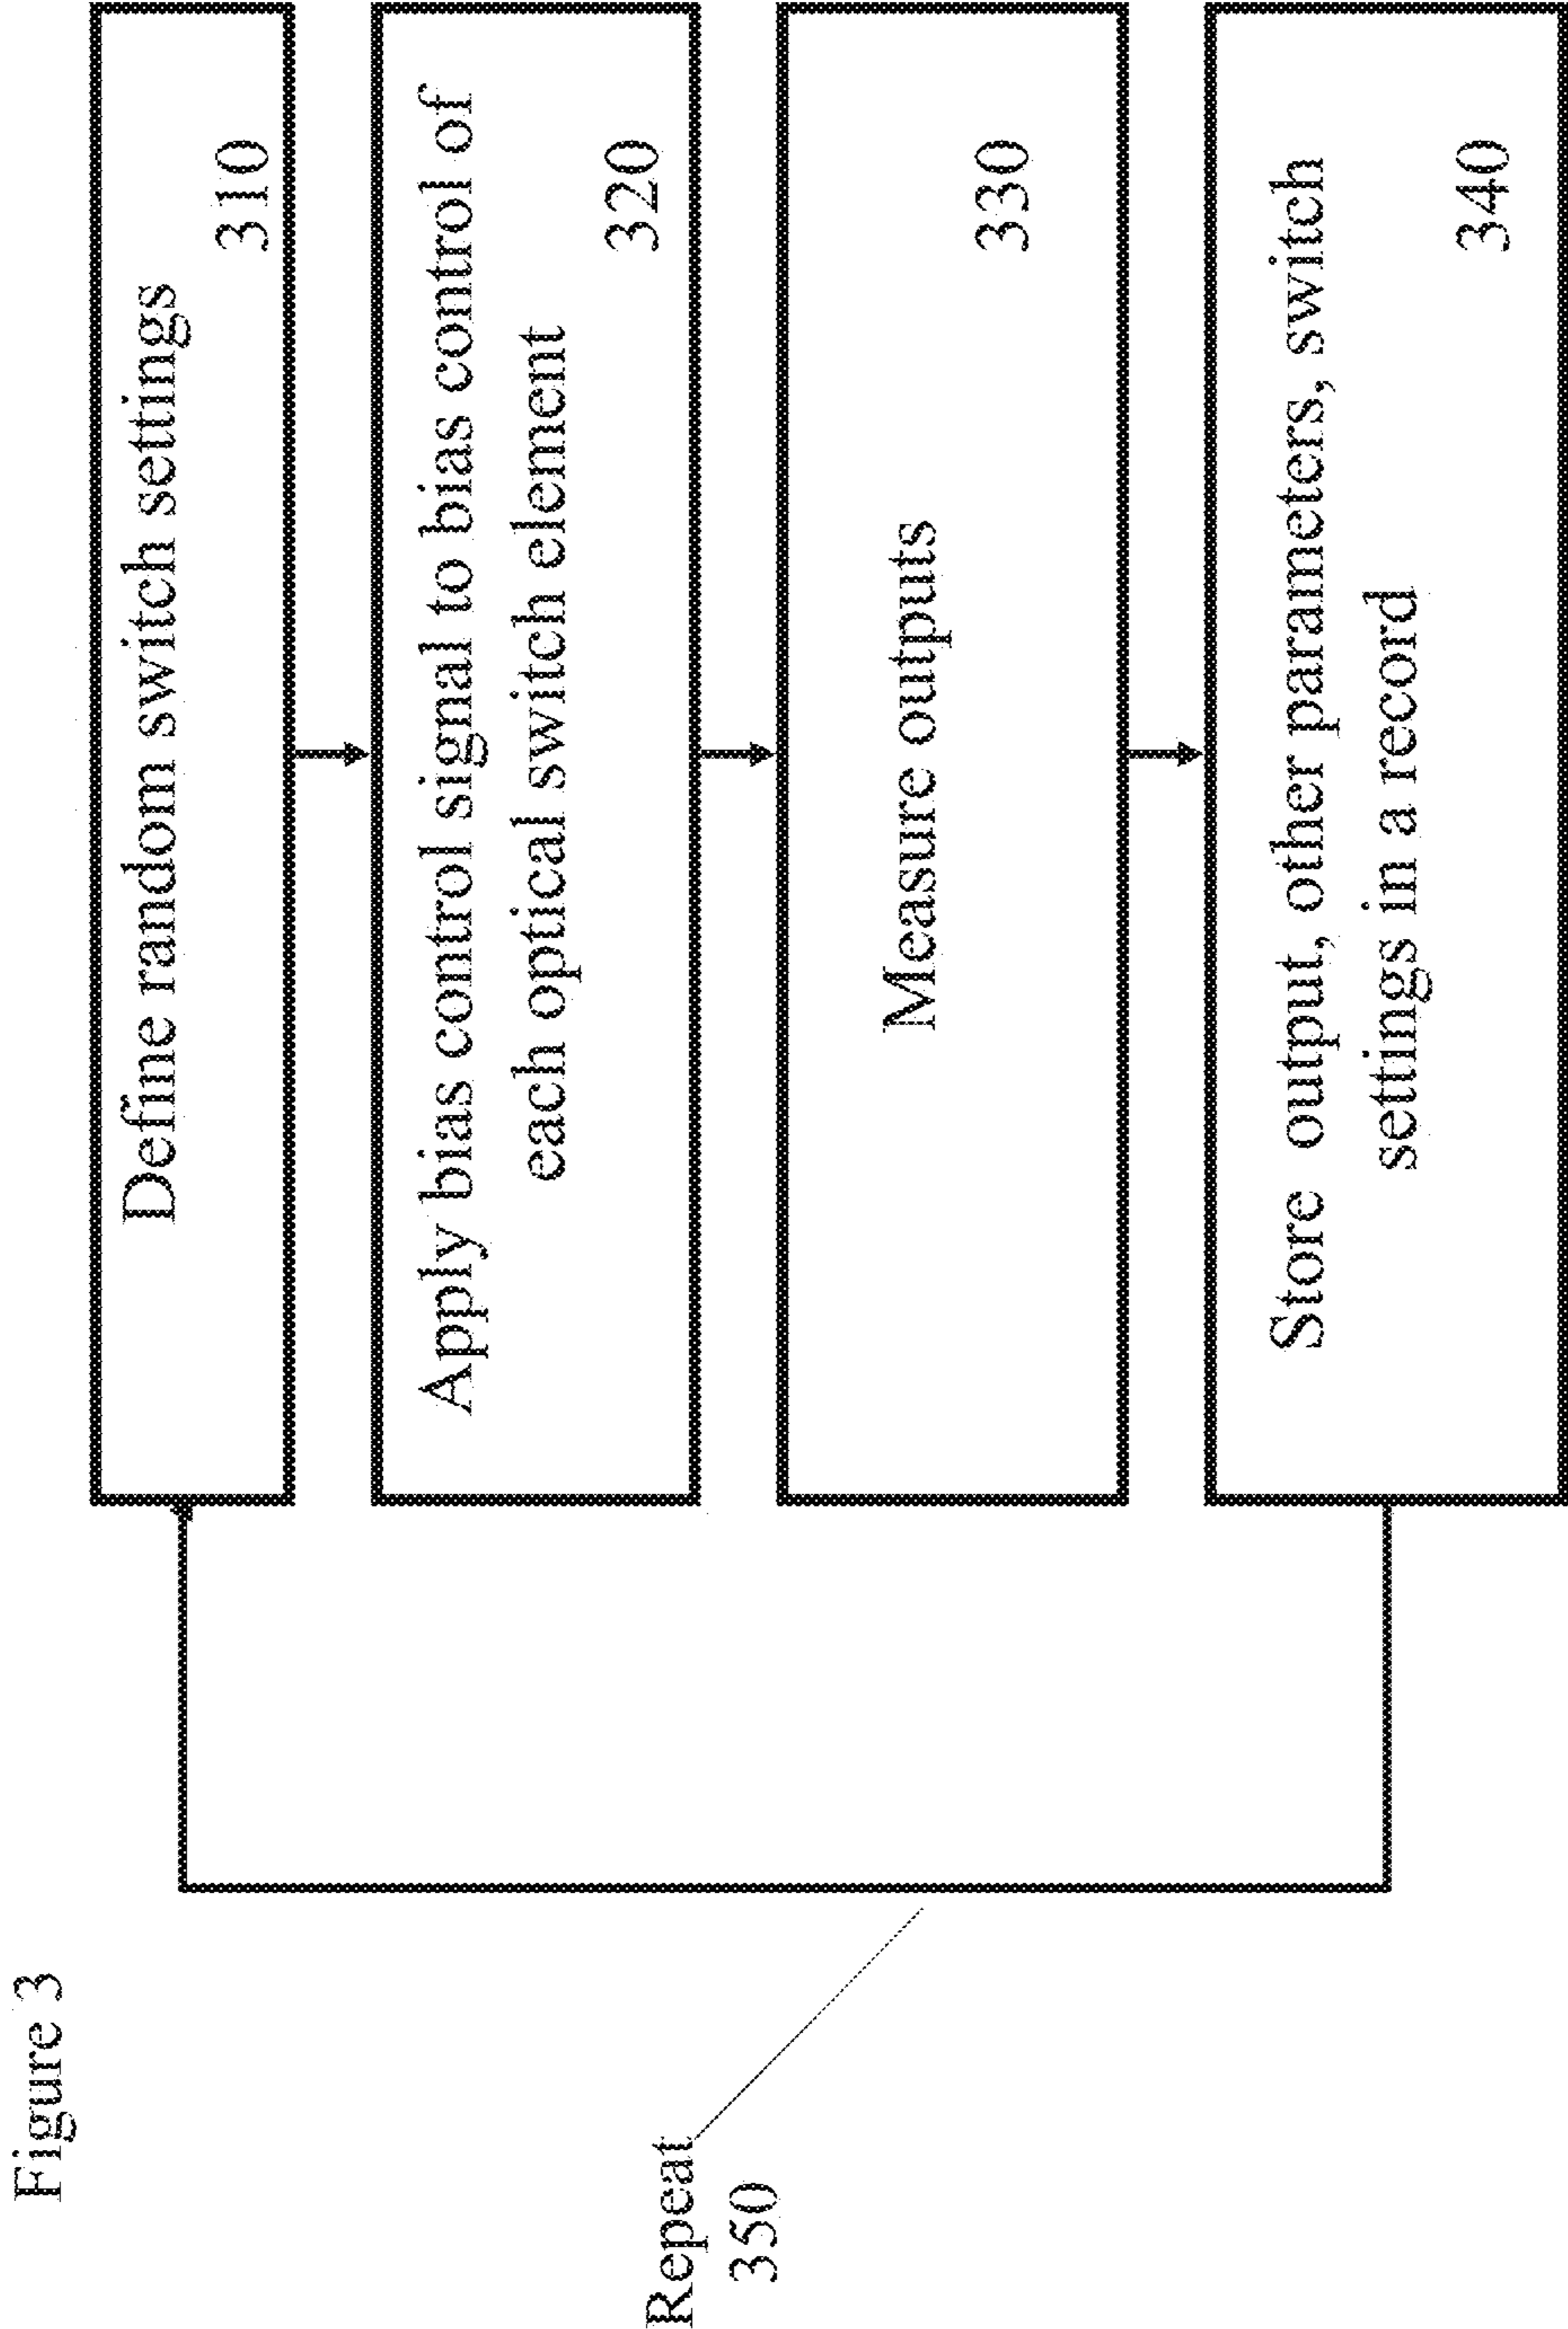 Figure 3
Define random switch settings
310
Apply bias control signal to bias control of
each optical switch element
320
Measure outputs
330
Store output, other parameters, switch
settings in a record
340
Repeat
350